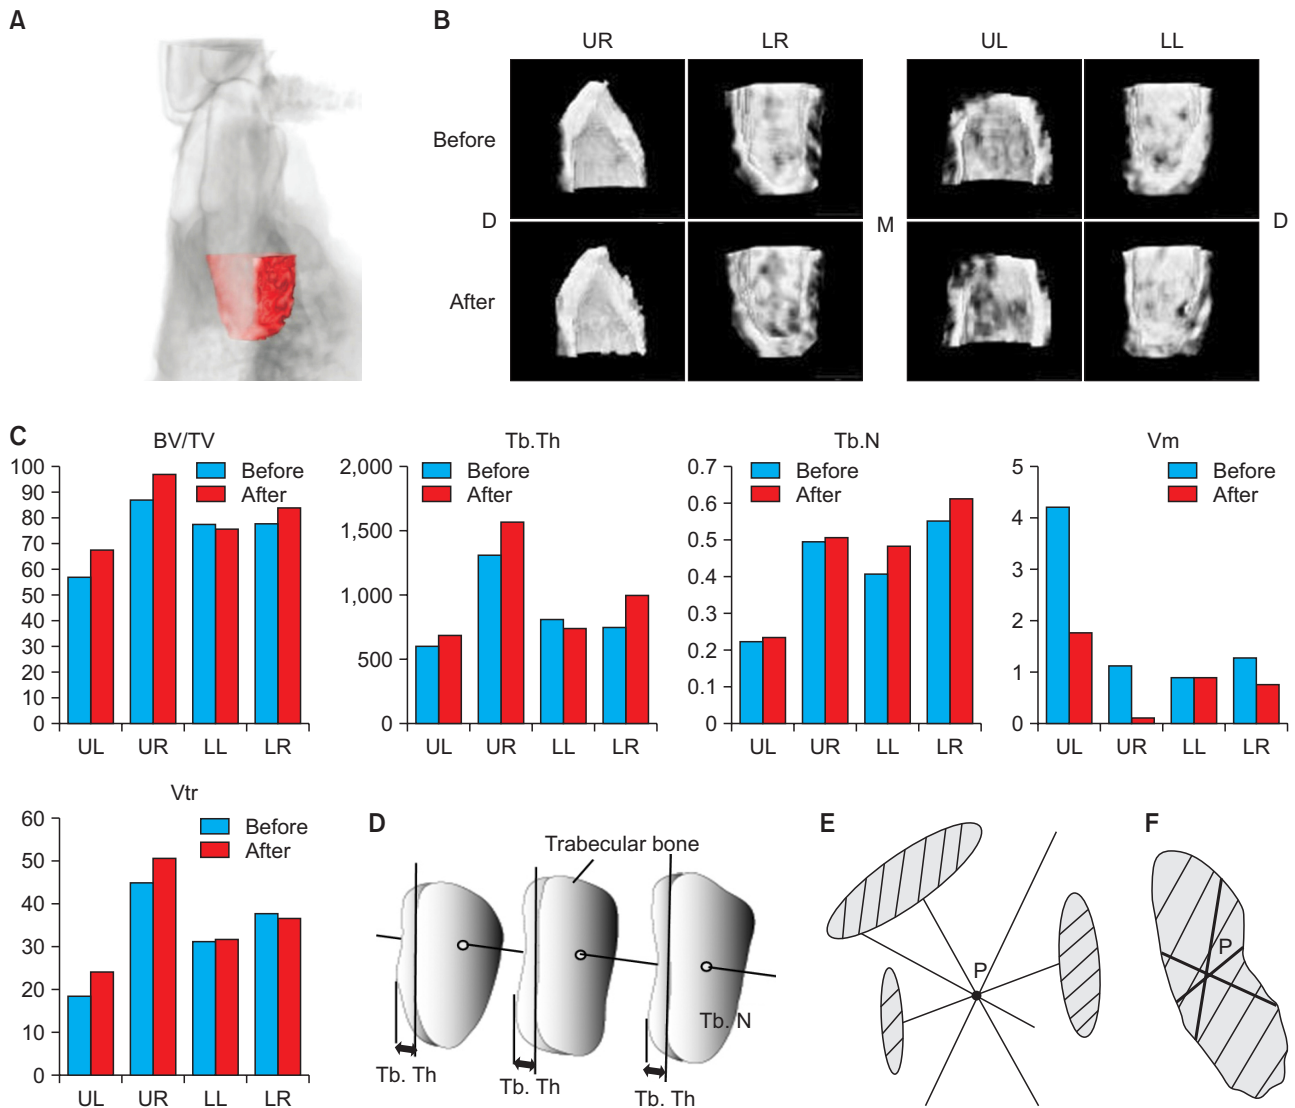 A
B
UR
LR
UL
LL
Before
D
M
D
After
C
BV/TV
100
90
80
70
60
50
40
30
20
10
0
Before
After
UL
UR
LL
LR
Tb.Th
2,000
1,500
1,000
500
0
Before
After
UL
UR
LL
LR
Tb.N
0.7
0.6
0.5
0.4
0.3
0.2
0.1
0
Before
After
UL
UR
LL
LR
Vm
5
4
3
2
1
0
Before
After
UL
UR
LL
LR
Vtr
60
50
40
30
20
10
0
Before
After
UL
UR
LL
LR
D
Trabecular bone
Tb. N
Tb. Th
Tb. Th
Tb. Th
E
P
F
P